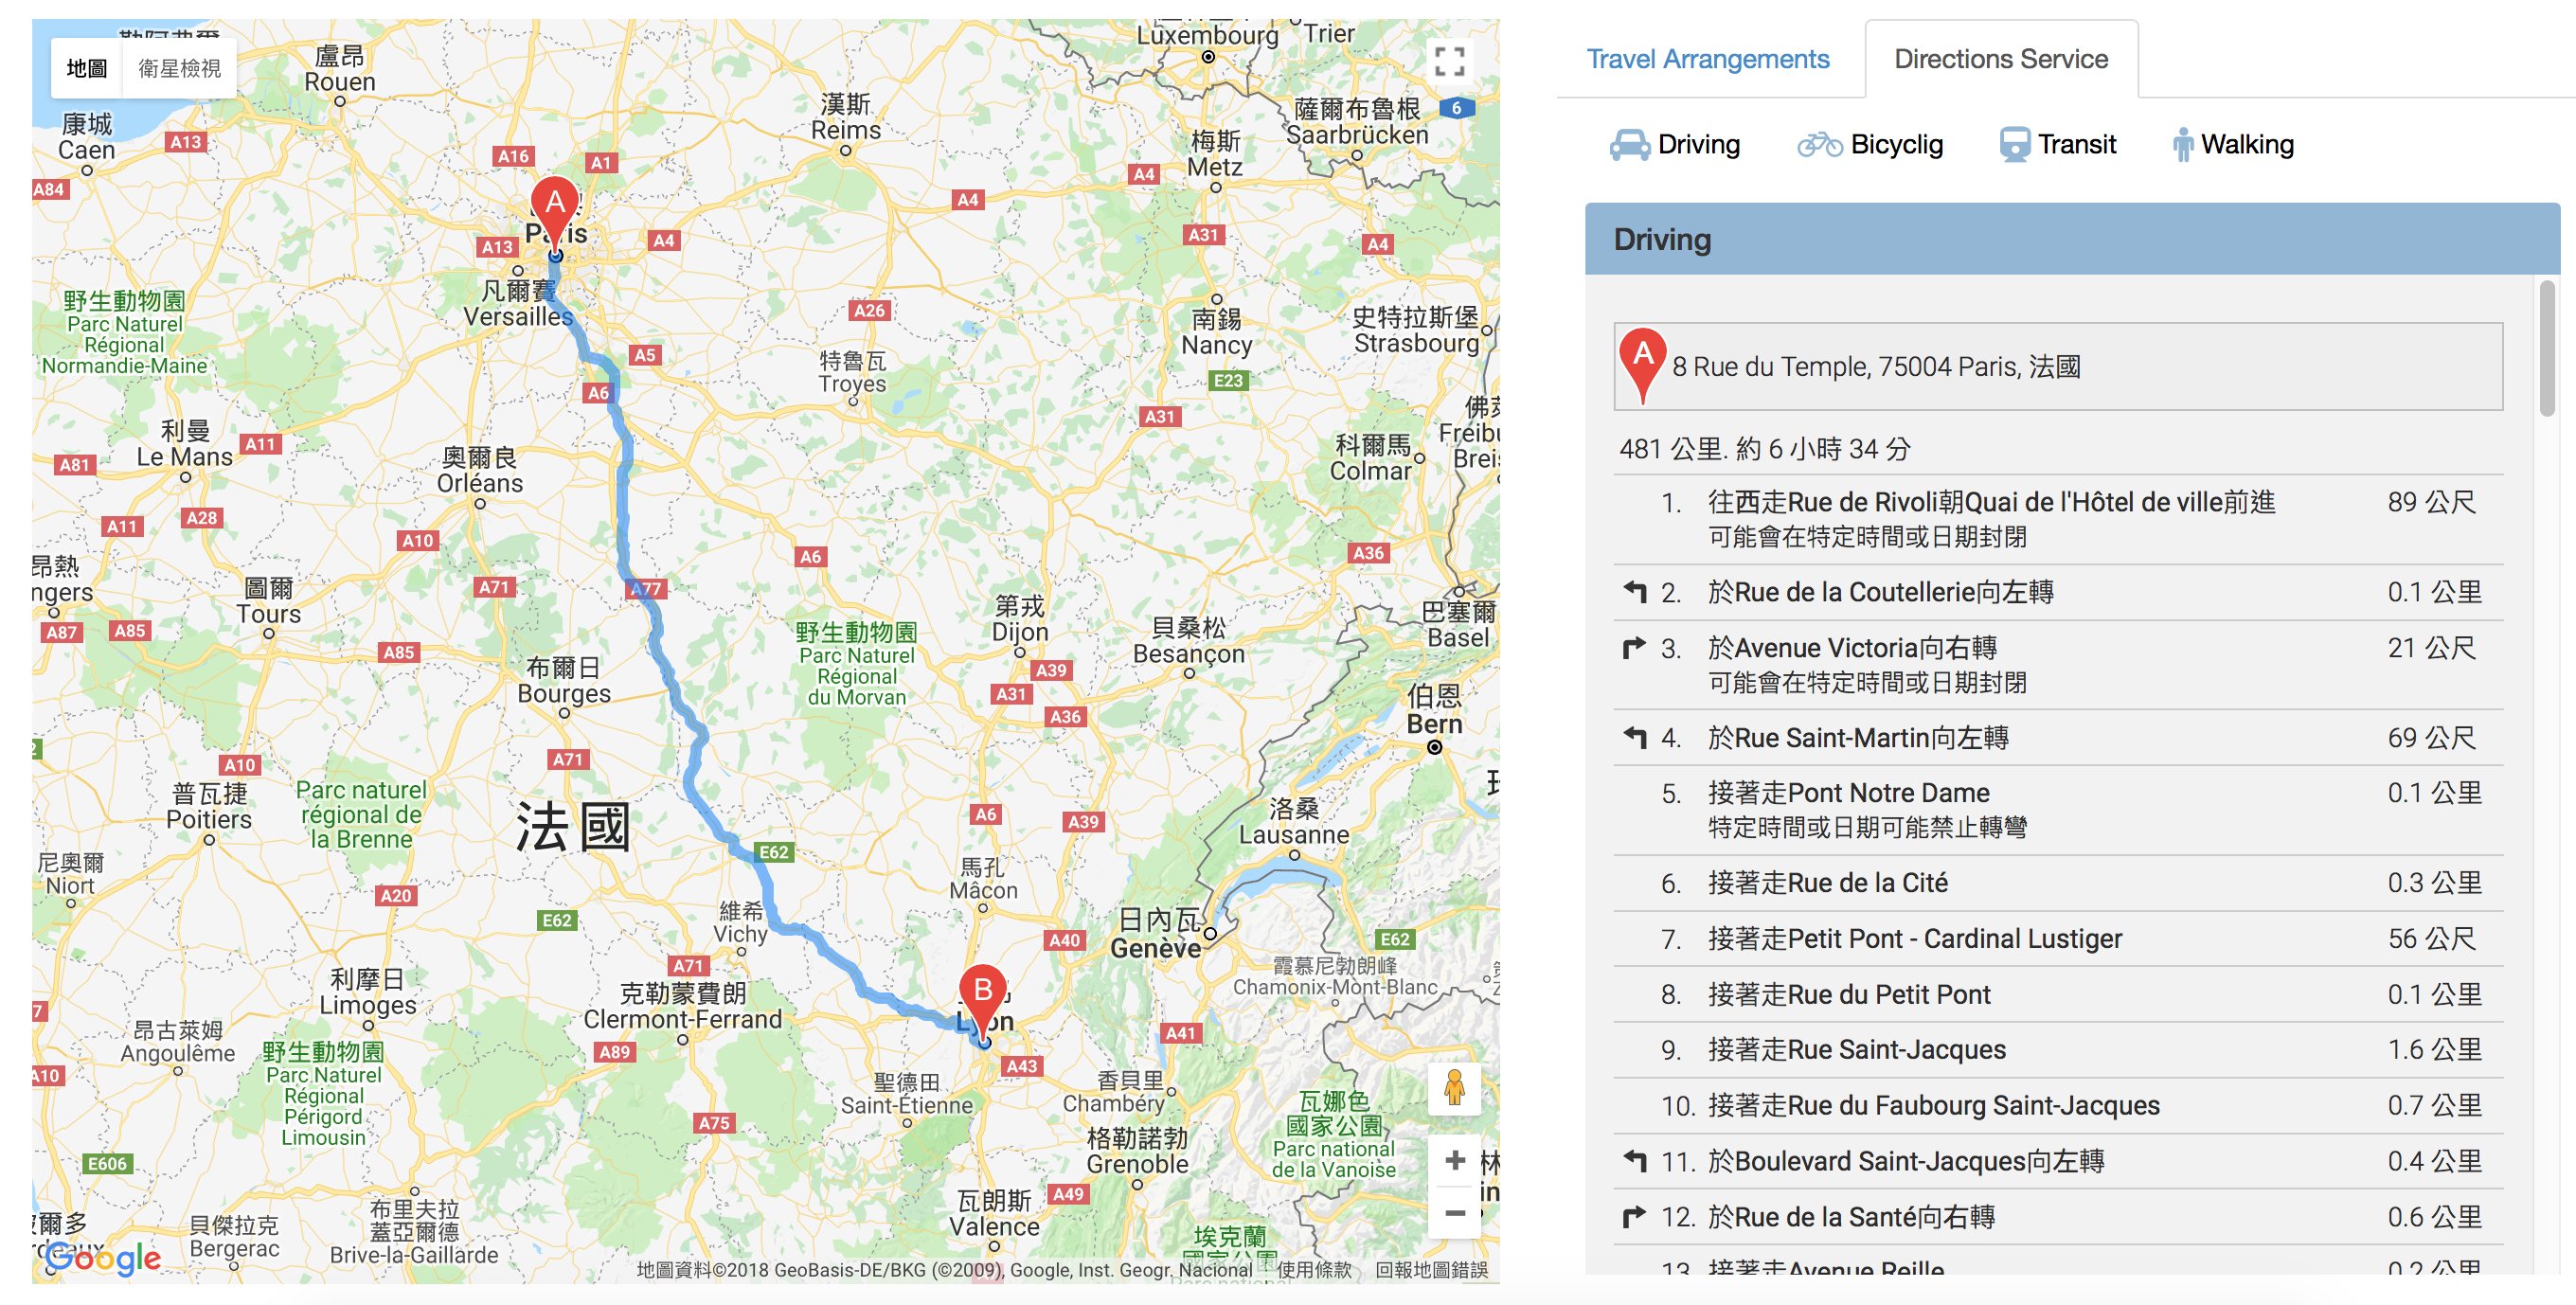 地圖 衛星檢視
盧昂
Rouen
康城
Caen
A13
A84
A16
A1
漢斯
Reims
Luxembourg
Trier
薩爾布魯根
Saarbrücken
6
梅斯
Metz
A4
A4
A31
A4
A
Paris
A13
A4
凡爾賽
Versailles
野生動物園
Parc Naturel
Régional
Normandie-Maine
A26
南錫
Nancy
史特拉斯堡
Strasbourg
A5
A6
特魯瓦
Troyes
E23
A31
利曼
Le Mans
A11
A81
奧爾良
Orléans
科爾馬
Colmar
A11
A28
A10
A6
A36
A71
A77
圖爾
Tours
A87
A85
A85
第戎
Dijon
貝桑松
Besançon
巴塞爾
Basel
野生動物園
Parc Naturel
Régional
du Morvan
A39
A31
A36
布爾日
Bourges
伯恩
Bern
A71
A10
普瓦捷
Poitiers
Parc naturel
régional de
la Brenne
法國
A6
A39
洛桑
Lausanne
E62
尼奧爾
Niort
A20
E62
馬孔
Mâcon
維希
Vichy
日內瓦
Genève
A40
E62
A71
霞慕尼勃朗峰
Chamonix-Mont-Blanc
利摩日
Limoges
克勒蒙費朗
Clermont-Ferrand
B
Lyon
A41
昂古萊姆
Angoulême
野生動物園
Parc Naturel
Régional
Périgord
Limousin
A89
A43
A10
聖德田
Saint-Étienne
香貝里
Chambéry
瓦娜色
國家公園
Parc national
de la Vanoise
A75
格勒諾勃
Grenoble
E606
A49
瓦朗斯
Valence
布里夫拉
蓋亞爾德
Brive-la-Gaillarde
貝傑拉克
Bergerac
埃克蘭
國家公園
Google
地圖資料©2018 GeoBasis-DE/BKG (©2009), Google, Inst. Geogr. Nacional 使用條款 回報地圖錯誤
Travel Arrangements Directions Service
Driving Bicyclig Transit Walking
Driving
A 8 Rue du Temple, 75004 Paris, 法國
481 公里. 約 6 小時 34 分
1. 往西走Rue de Rivoli朝Quai de l'Hôtel de ville前進 89 公尺
可能會在特定時間或日期封閉
2. 於Rue de la Coutellerie向左轉 0.1 公里
3. 於Avenue Victoria向右轉 21 公尺
可能會在特定時間或日期封閉
4. 於Rue Saint-Martin向左轉 69 公尺
5. 接著走Pont Notre Dame 0.1 公里
特定時間或日期可能禁止轉彎
6. 接著走Rue de la Cité 0.3 公里
7. 接著走Petit Pont - Cardinal Lustiger 56 公尺
8. 接著走Rue du Petit Pont 0.1 公里
9. 接著走Rue Saint-Jacques 1.6 公里
10. 接著走Rue du Faubourg Saint-Jacques 0.7 公里
11. 於Boulevard Saint-Jacques向左轉 0.4 公里
12. 於Rue de la Santé向右轉 0.6 公里
13. 接著走Avenue Reille 0.2 公里